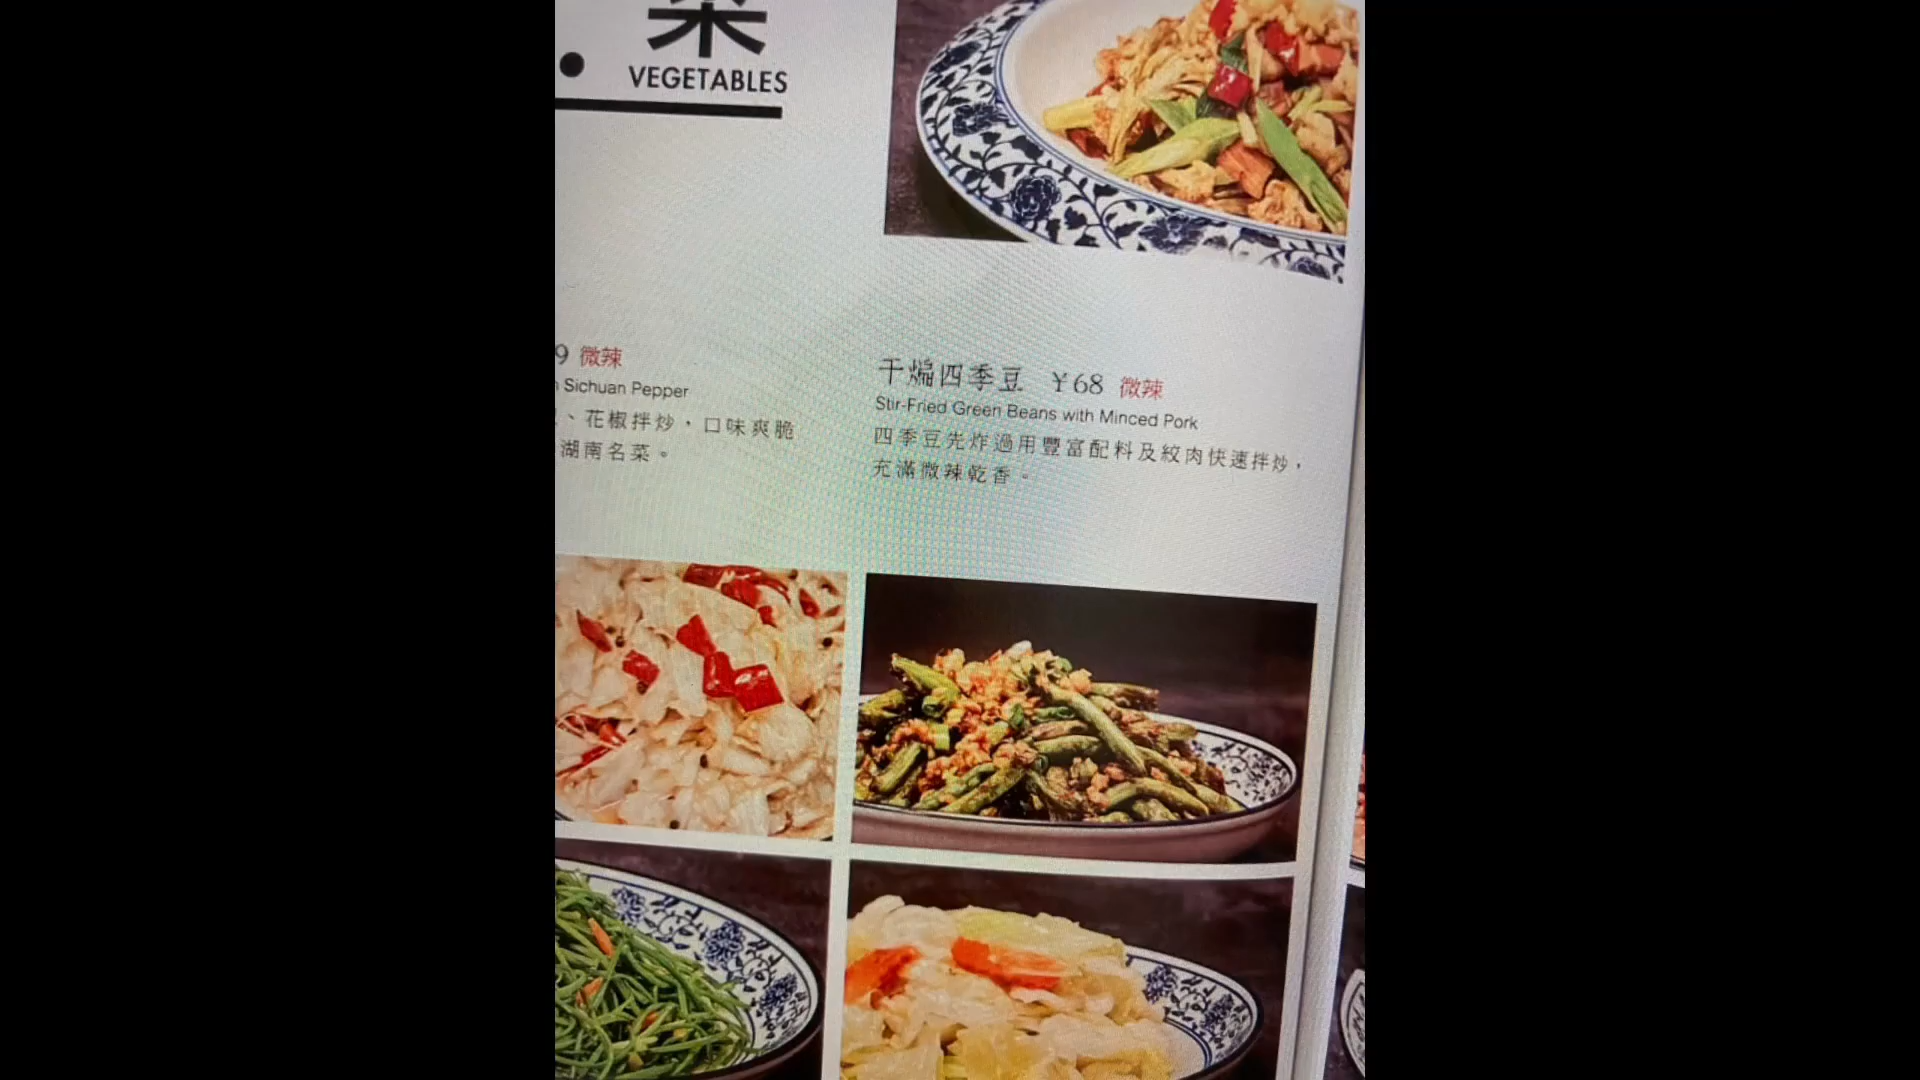 菜
VEGETABLES
9 微辣
Sichuan Pepper
、花椒拌炒，口味爽脆
湖南名菜。
干煸四季豆 ¥68 微辣
Stir-Fried Green Beans with Minced Pork
四季豆先炸過用豐富配料及絞肉快速拌炒，
充滿微辣乾香。